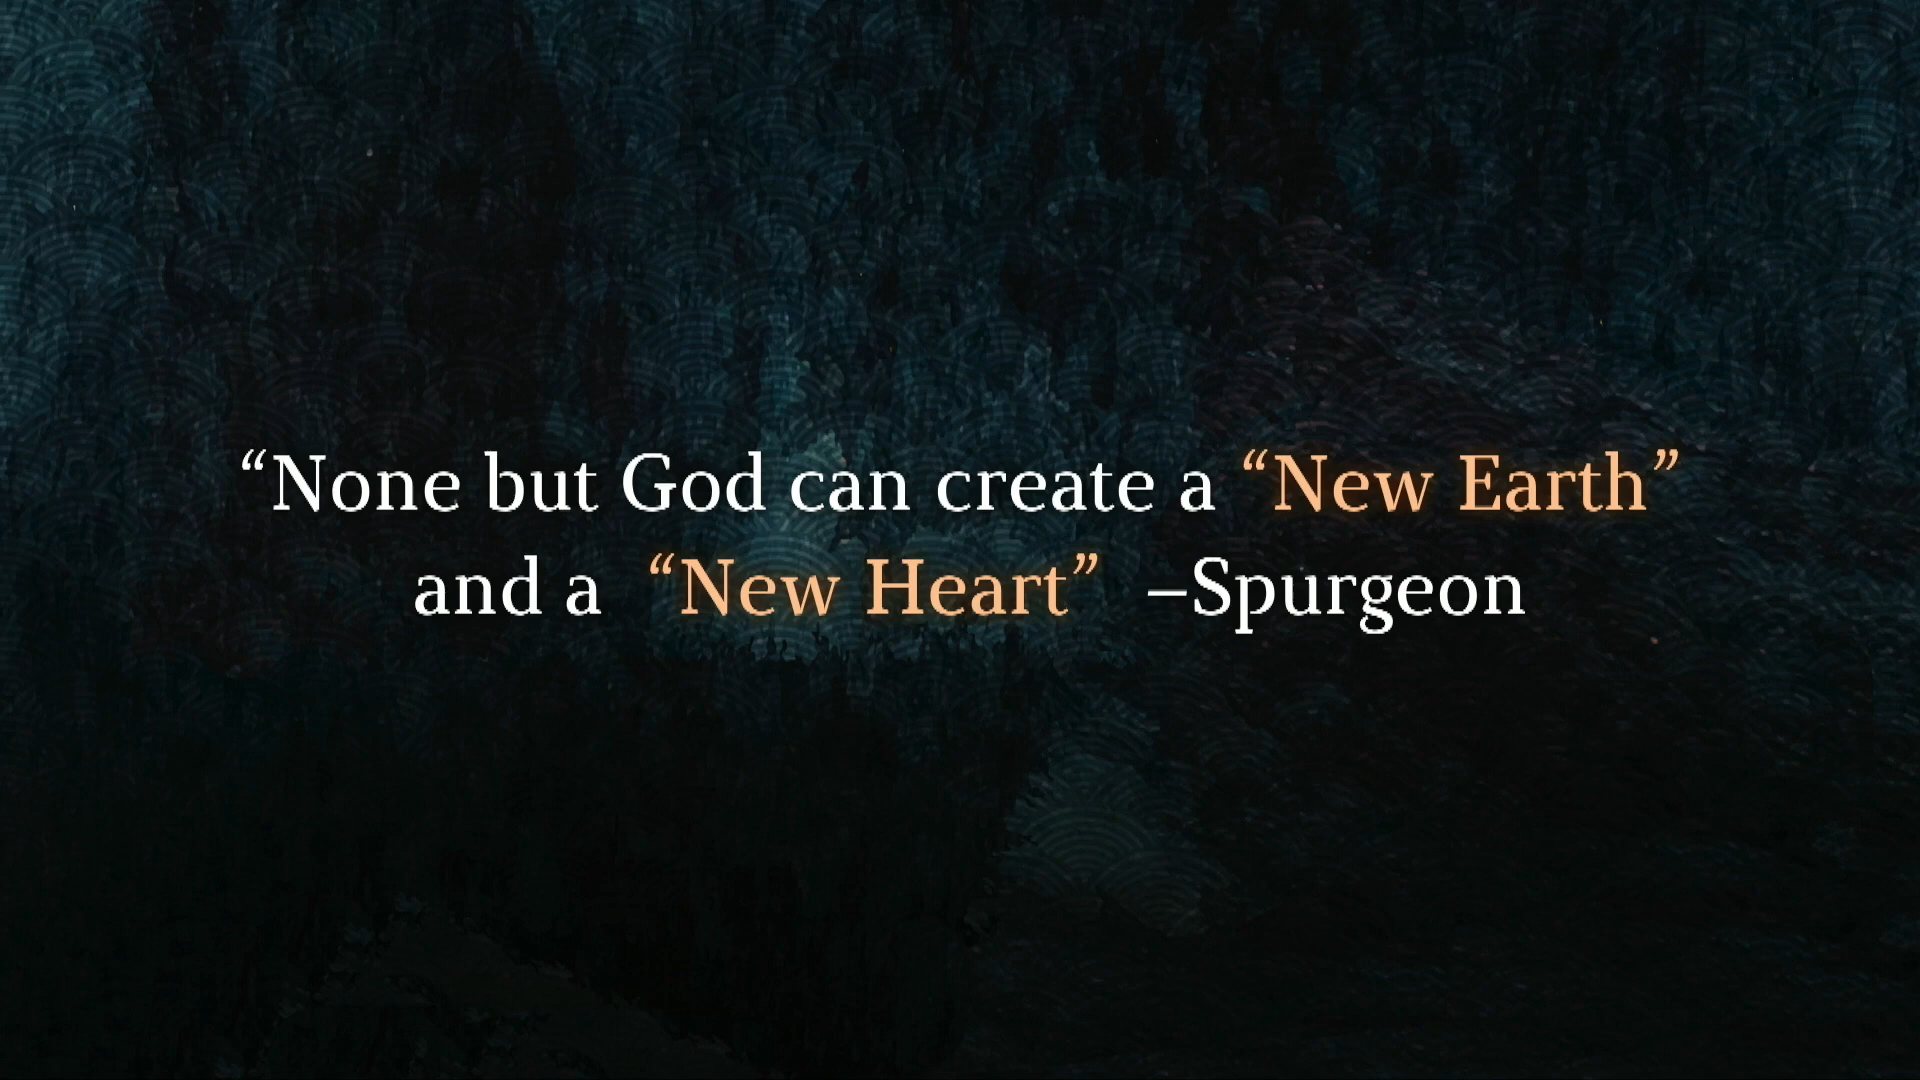 “None but God can create a “New Earth”
and a “New Heart” –Spurgeon